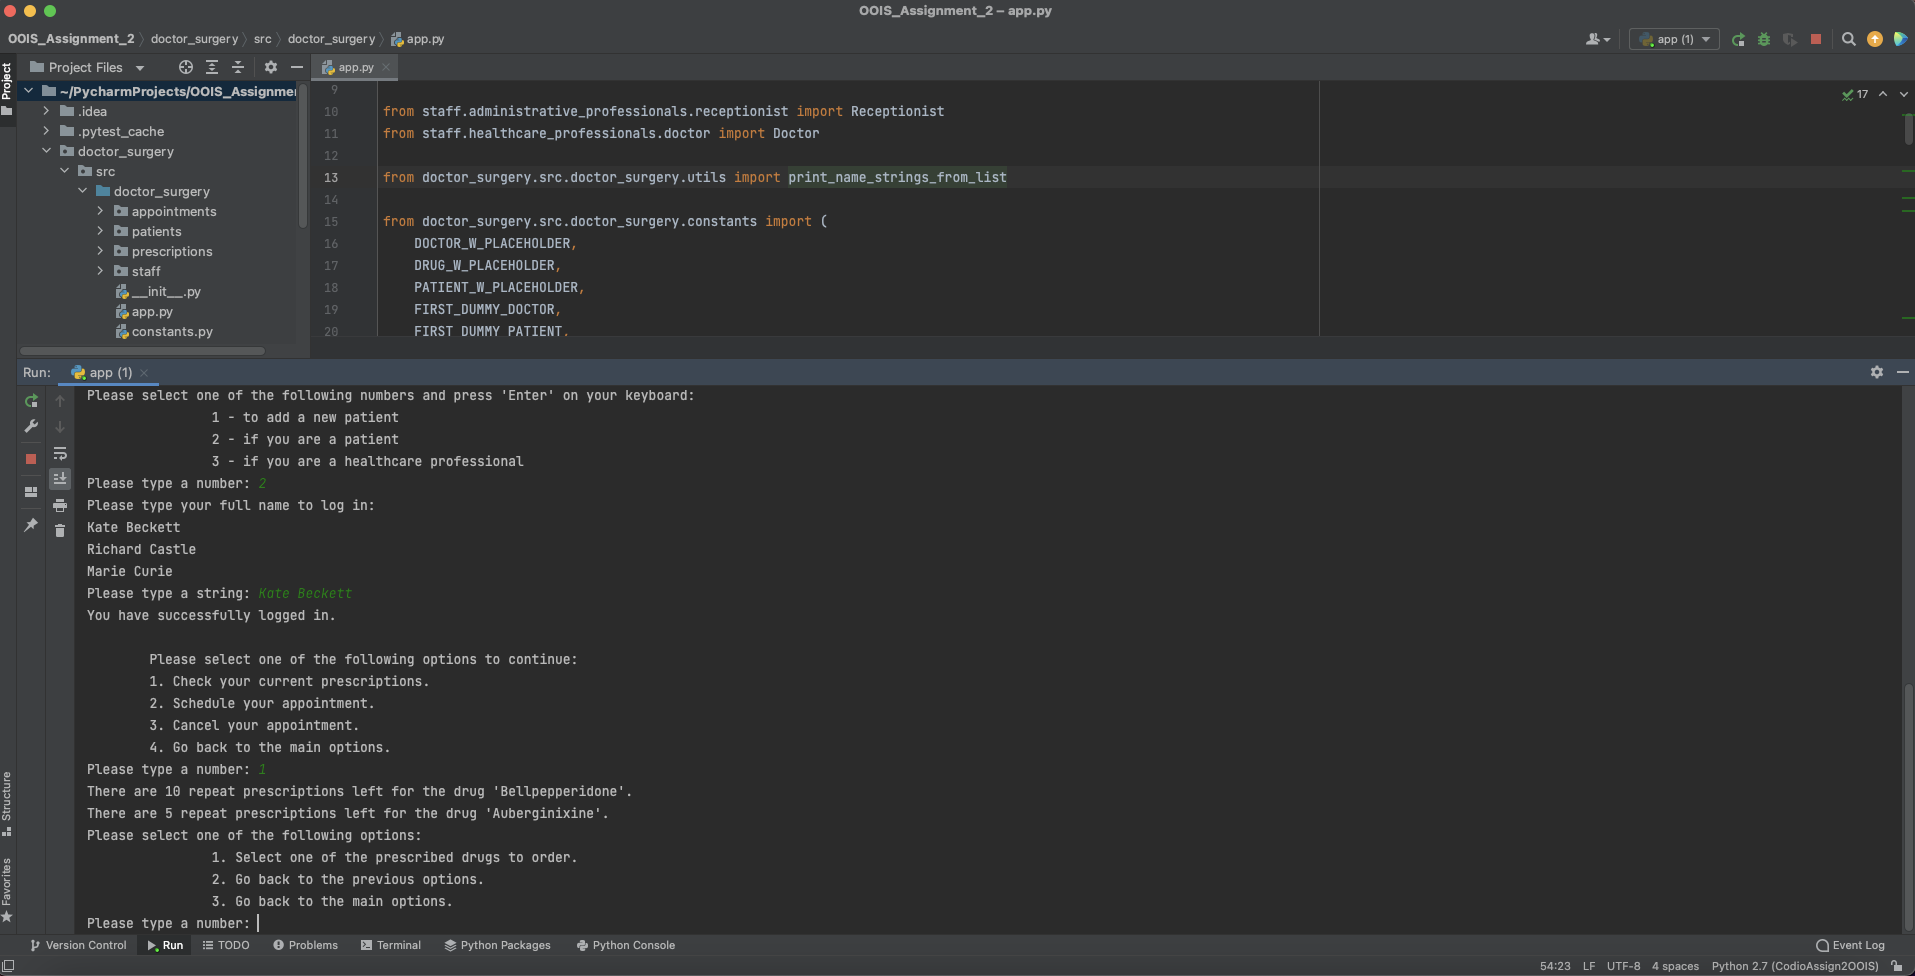 OOIS_Assignment_2 – app.py
OOIS_Assignment_2 doctor_surgery src doctor_surgery app.py
app (1)
Project
Project Files
app.py
~/PycharmProjects/OOIS_Assignmen
.idea
.pytest_cache
doctor_surgery
src
doctor_surgery
appointments
patients
prescriptions
staff
__init__.py
app.py
constants.py
17
9
10 from staff.administrative_professionals.receptionist import Receptionist
11 from staff.healthcare_professionals.doctor import Doctor
12
13 from doctor_surgery.src.doctor_surgery.utils import print_name_strings_from_list
14
15 from doctor_surgery.src.doctor_surgery.constants import (
16 DOCTOR_W_PLACEHOLDER,
17 DRUG_W_PLACEHOLDER,
18 PATIENT_W_PLACEHOLDER,
19 FIRST_DUMMY_DOCTOR,
20 FIRST_DUMMY_PATIENT,
Run: app (1)
Please select one of the following numbers and press 'Enter' on your keyboard:
1 - to add a new patient
2 - if you are a patient
3 - if you are a healthcare professional
Please type a number: 2
Please type your full name to log in:
Kate Beckett
Richard Castle
Marie Curie
Please type a string: Kate Beckett
You have successfully logged in.
Please select one of the following options to continue:
1. Check your current prescriptions.
2. Schedule your appointment.
3. Cancel your appointment.
4. Go back to the main options.
Please type a number: 1
There are 10 repeat prescriptions left for the drug 'Bellpepperidone'.
There are 5 repeat prescriptions left for the drug 'Auberginixine'.
Please select one of the following options:
1. Select one of the prescribed drugs to order.
2. Go back to the previous options.
3. Go back to the main options.
Please type a number:
Structure
Favorites
Version Control Run TODO Problems Terminal Python Packages Python Console Event Log
54:23 LF UTF-8 4 spaces Python 2.7 (CodioAssign2OOIS)